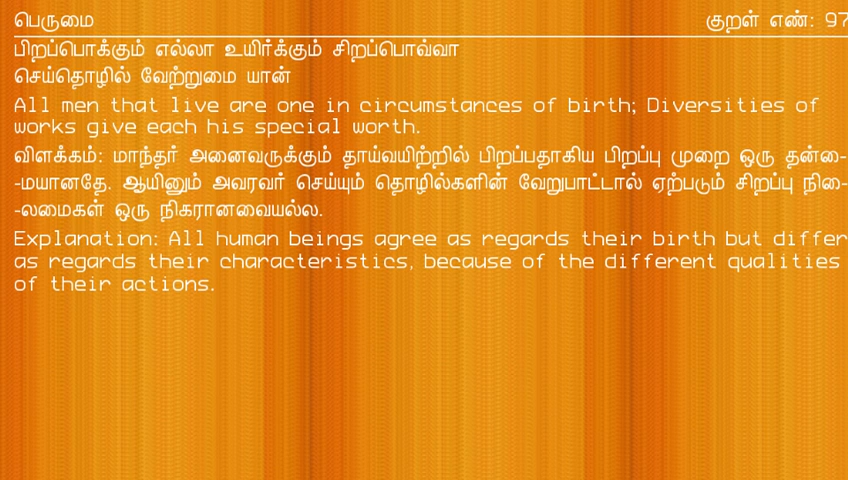 பெருமை குறள் எண்: 97
பிறப்பொக்கும் எல்லா உயிர்க்கும் சிறப்பொவ்வா
செய்தொழில் வேற்றுமை யான்
All men that live are one in circumstances of birth; Diversities of
works give each his special worth.
விளக்கம்: மாந்தர் அனைவருக்கும் தாய்வயிற்றில் பிறப்பதாகிய பிறப்பு முறை ஒரு தன்மை-
-மயானதே. ஆயினும் அவரவர் செய்யும் தொழில்களின் வேறுபாட்டால் ஏற்படும் சிறப்பு நிலை-
-லமைகள் ஒரு நிகரானவையல்ல.
Explanation: All human beings agree as regards their birth but differ
as regards their characteristics, because of the different qualities
of their actions.